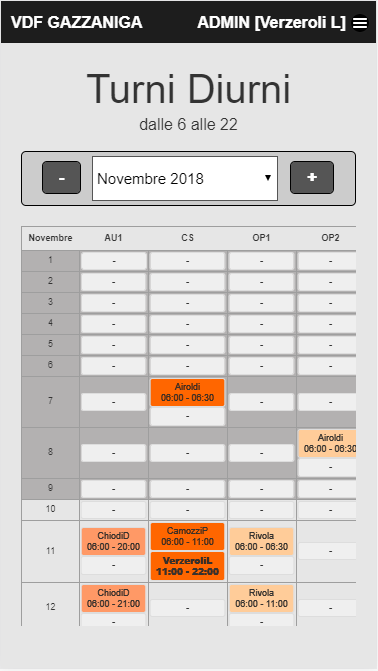 VDF GAZZANIGA ADMIN [Verzeroli L]
Turni Diurni
dalle 6 alle 22
- Novembre 2018 +
Novembre AU1 CS OP1 OP2
1 - - - -
2 - - - -
3 - - - -
4 - - - -
5 - - - -
6 - - - -
7 - Airoldi 06:00 - 06:30 - - -
8 - - - Airoldi 06:00 - 06:30 -
9 - - - -
10 - - - -
11 ChiodiD 06:00 - 20:00 - CamozziP 06:00 - 11:00 VerzeroliL 11:00 - 22:00 Rivola 06:00 - 06:30 - -
12 ChiodiD 06:00 - 21:00 - - Rivola 06:00 - 11:00 - -